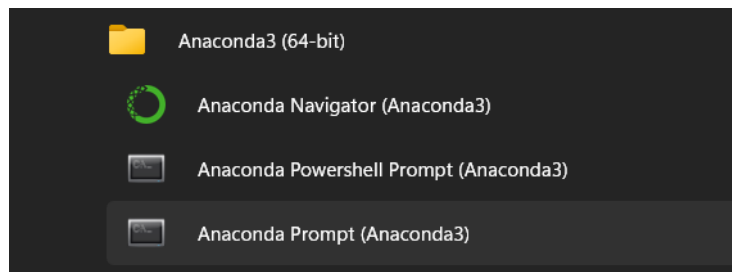 Anaconda3 (64-bit)
Anaconda Navigator (Anaconda3)
Anaconda Powershell Prompt (Anaconda3)
Anaconda Prompt (Anaconda3)